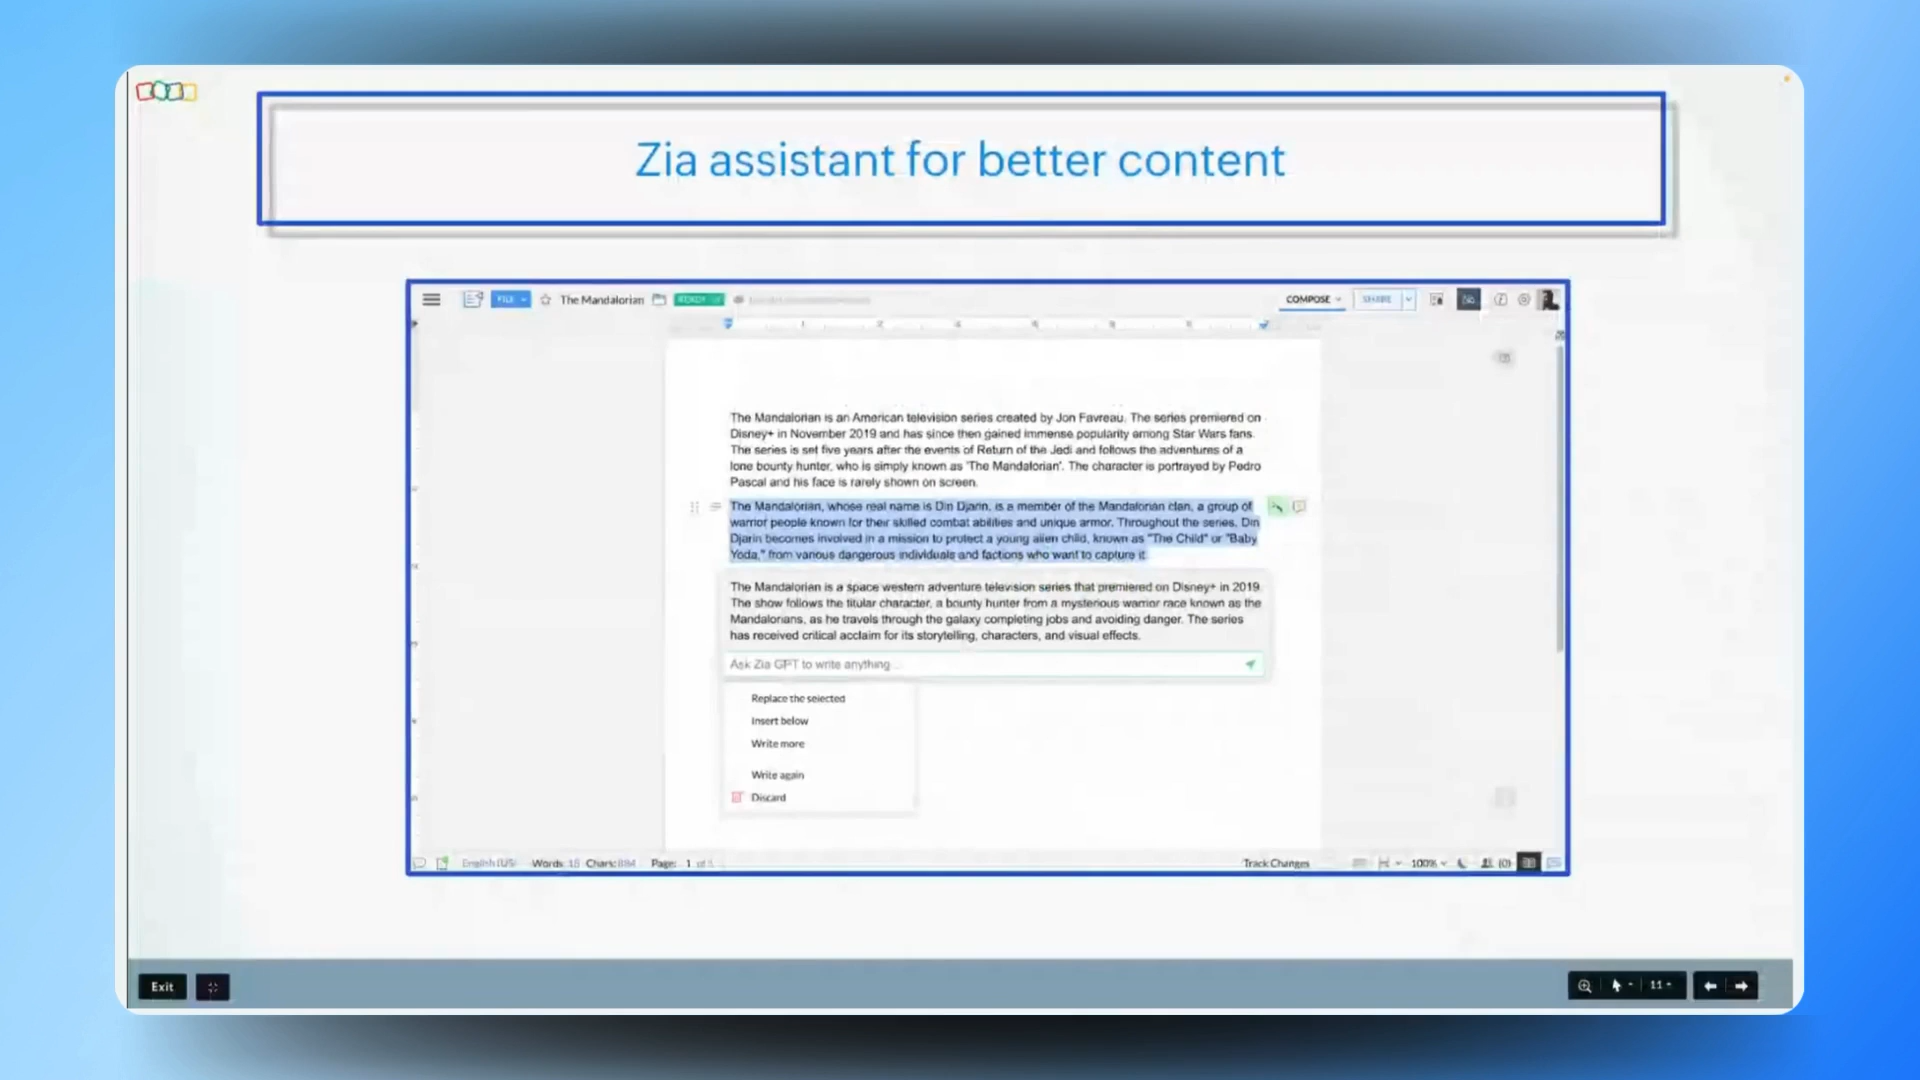 Zia assistant for better content
FILE The Mandalorian READY
COMPOSE SHARE
The Mandalorian is an American television series created by Jon Favreau. The series premiered on
Disney+ in November 2019 and has since then gained immense popularity among Star Wars fans.
The series is set five years after the events of Return of the Jedi and follows the adventures of a
lone bounty hunter, who is simply known as 'The Mandalorian'. The character is portrayed by Pedro
Pascal and his face is rarely shown on screen.
The Mandalorian, whose real name is Din Djarin, is a member of the Mandalorian clan, a group of
warrior people known for their skilled combat abilities and unique armor. Throughout the series, Din
Djarin becomes involved in a mission to protect a young alien child, known as "The Child" or "Baby
Yoda," from various dangerous individuals and factions who want to capture it.
The Mandalorian is a space western adventure television series that premiered on Disney+ in 2019.
The show follows the titular character, a bounty hunter from a mysterious warrior race known as the
Mandalorians, as he travels through the galaxy completing jobs and avoiding danger. The series
has received critical acclaim for its storytelling, characters, and visual effects.
Ask Zia GPT to write anything...
Replace the selected
Insert below
Write more
Write again
Discard
English (US) Words: Chars: Page: 1 of
Track Changes 100% (0)
Exit
11